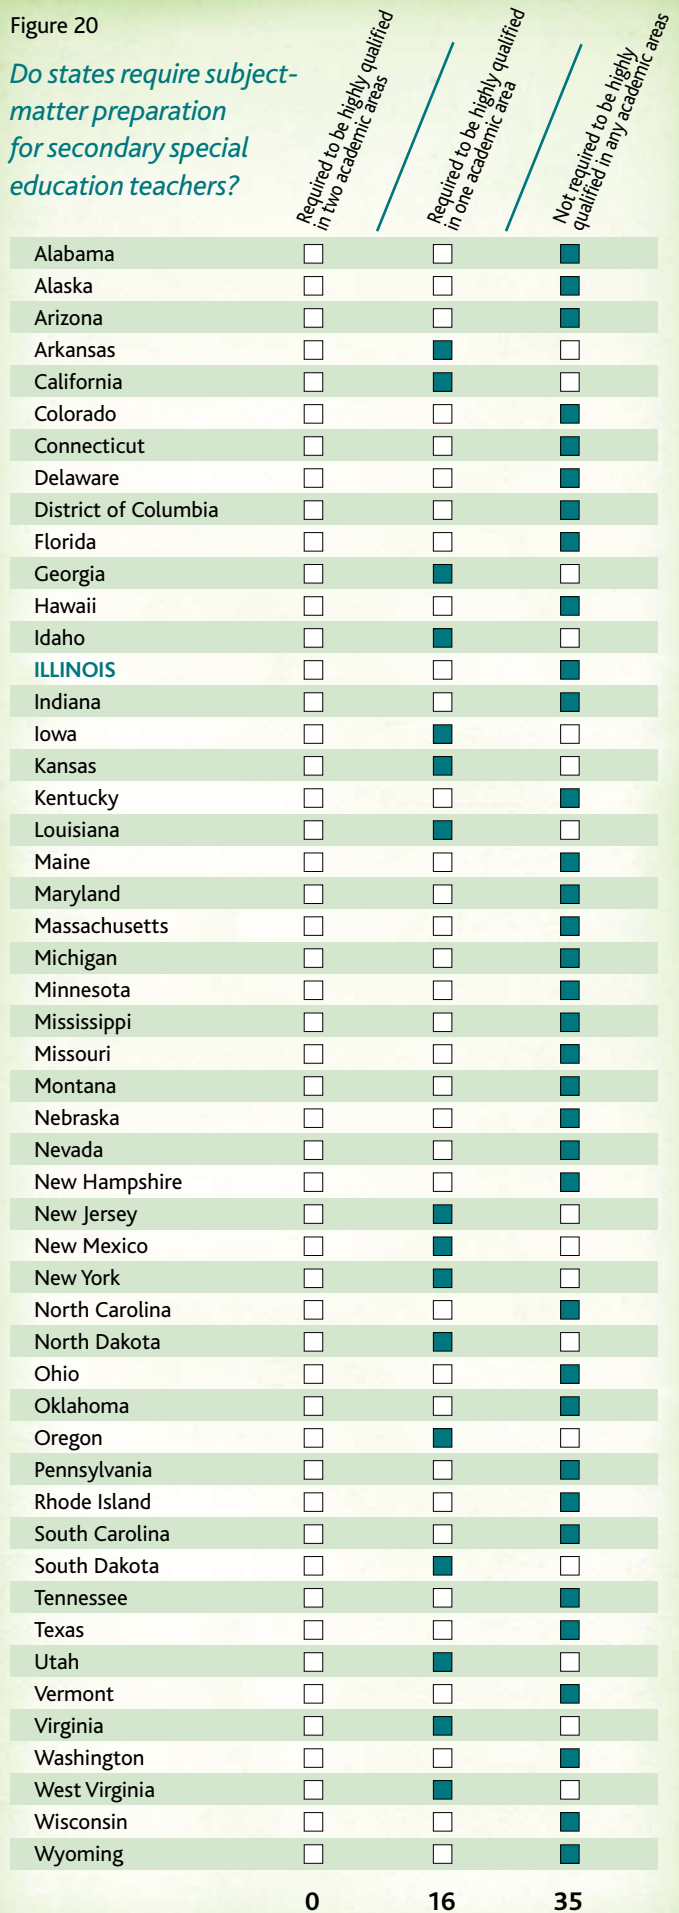 Figure 20
Do states require subject-
matter preparation
for secondary special
education teachers?
Required to be highly qualified
in two academic areas
Required to be highly qualified
in one academic area
Not required to be highly
qualified in any academic areas
Alabama
Alaska
Arizona
Arkansas
California
Colorado
Connecticut
Delaware
District of Columbia
Florida
Georgia
Hawaii
Idaho
ILLINOIS
Indiana
Iowa
Kansas
Kentucky
Louisiana
Maine
Maryland
Massachusetts
Michigan
Minnesota
Mississippi
Missouri
Montana
Nebraska
Nevada
New Hampshire
New Jersey
New Mexico
New York
North Carolina
North Dakota
Ohio
Oklahoma
Oregon
Pennsylvania
Rhode Island
South Carolina
South Dakota
Tennessee
Texas
Utah
Vermont
Virginia
Washington
West Virginia
Wisconsin
Wyoming
0 16 35